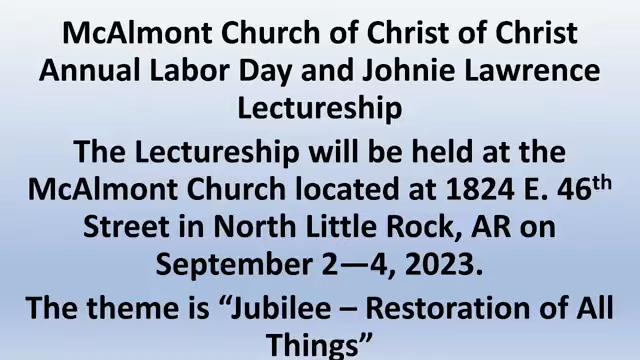 McAlmont Church of Christ of Christ
Annual Labor Day and Johnie Lawrence
Lectureship
The Lectureship will be held at the
McAlmont Church located at 1824 E. 46th
Street in North Little Rock, AR on
September 2—4, 2023.
The theme is “Jubilee – Restoration of All
Things”